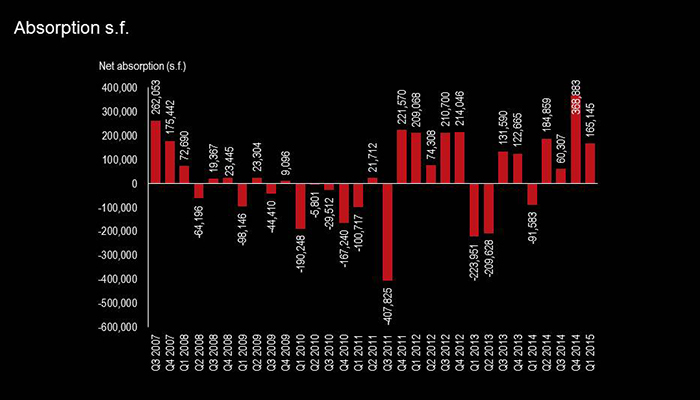 Absorption s.f.
Net absorption (s.f.)
400,000
300,000
200,000
100,000
0
-100,000
-200,000
-300,000
-400,000
-500,000
-600,000
262,053
175,442
72,690
-64,196
19,367
23,445
-98,146
23,304
-44,410
9,096
-190,248
-5,801
-29,512
-167,240
-100,717
21,712
-407,825
221,570
209,068
74,308
210,700
214,046
-223,951
-209,628
131,590
122,665
-91,583
184,859
60,307
368,883
165,145
Q3 2007
Q4 2007
Q1 2008
Q2 2008
Q3 2008
Q4 2008
Q1 2009
Q2 2009
Q3 2009
Q4 2009
Q1 2010
Q2 2010
Q3 2010
Q4 2010
Q1 2011
Q2 2011
Q3 2011
Q4 2011
Q1 2012
Q2 2012
Q3 2012
Q4 2012
Q1 2013
Q2 2013
Q3 2013
Q4 2013
Q1 2014
Q2 2014
Q3 2014
Q4 2014
Q1 2015